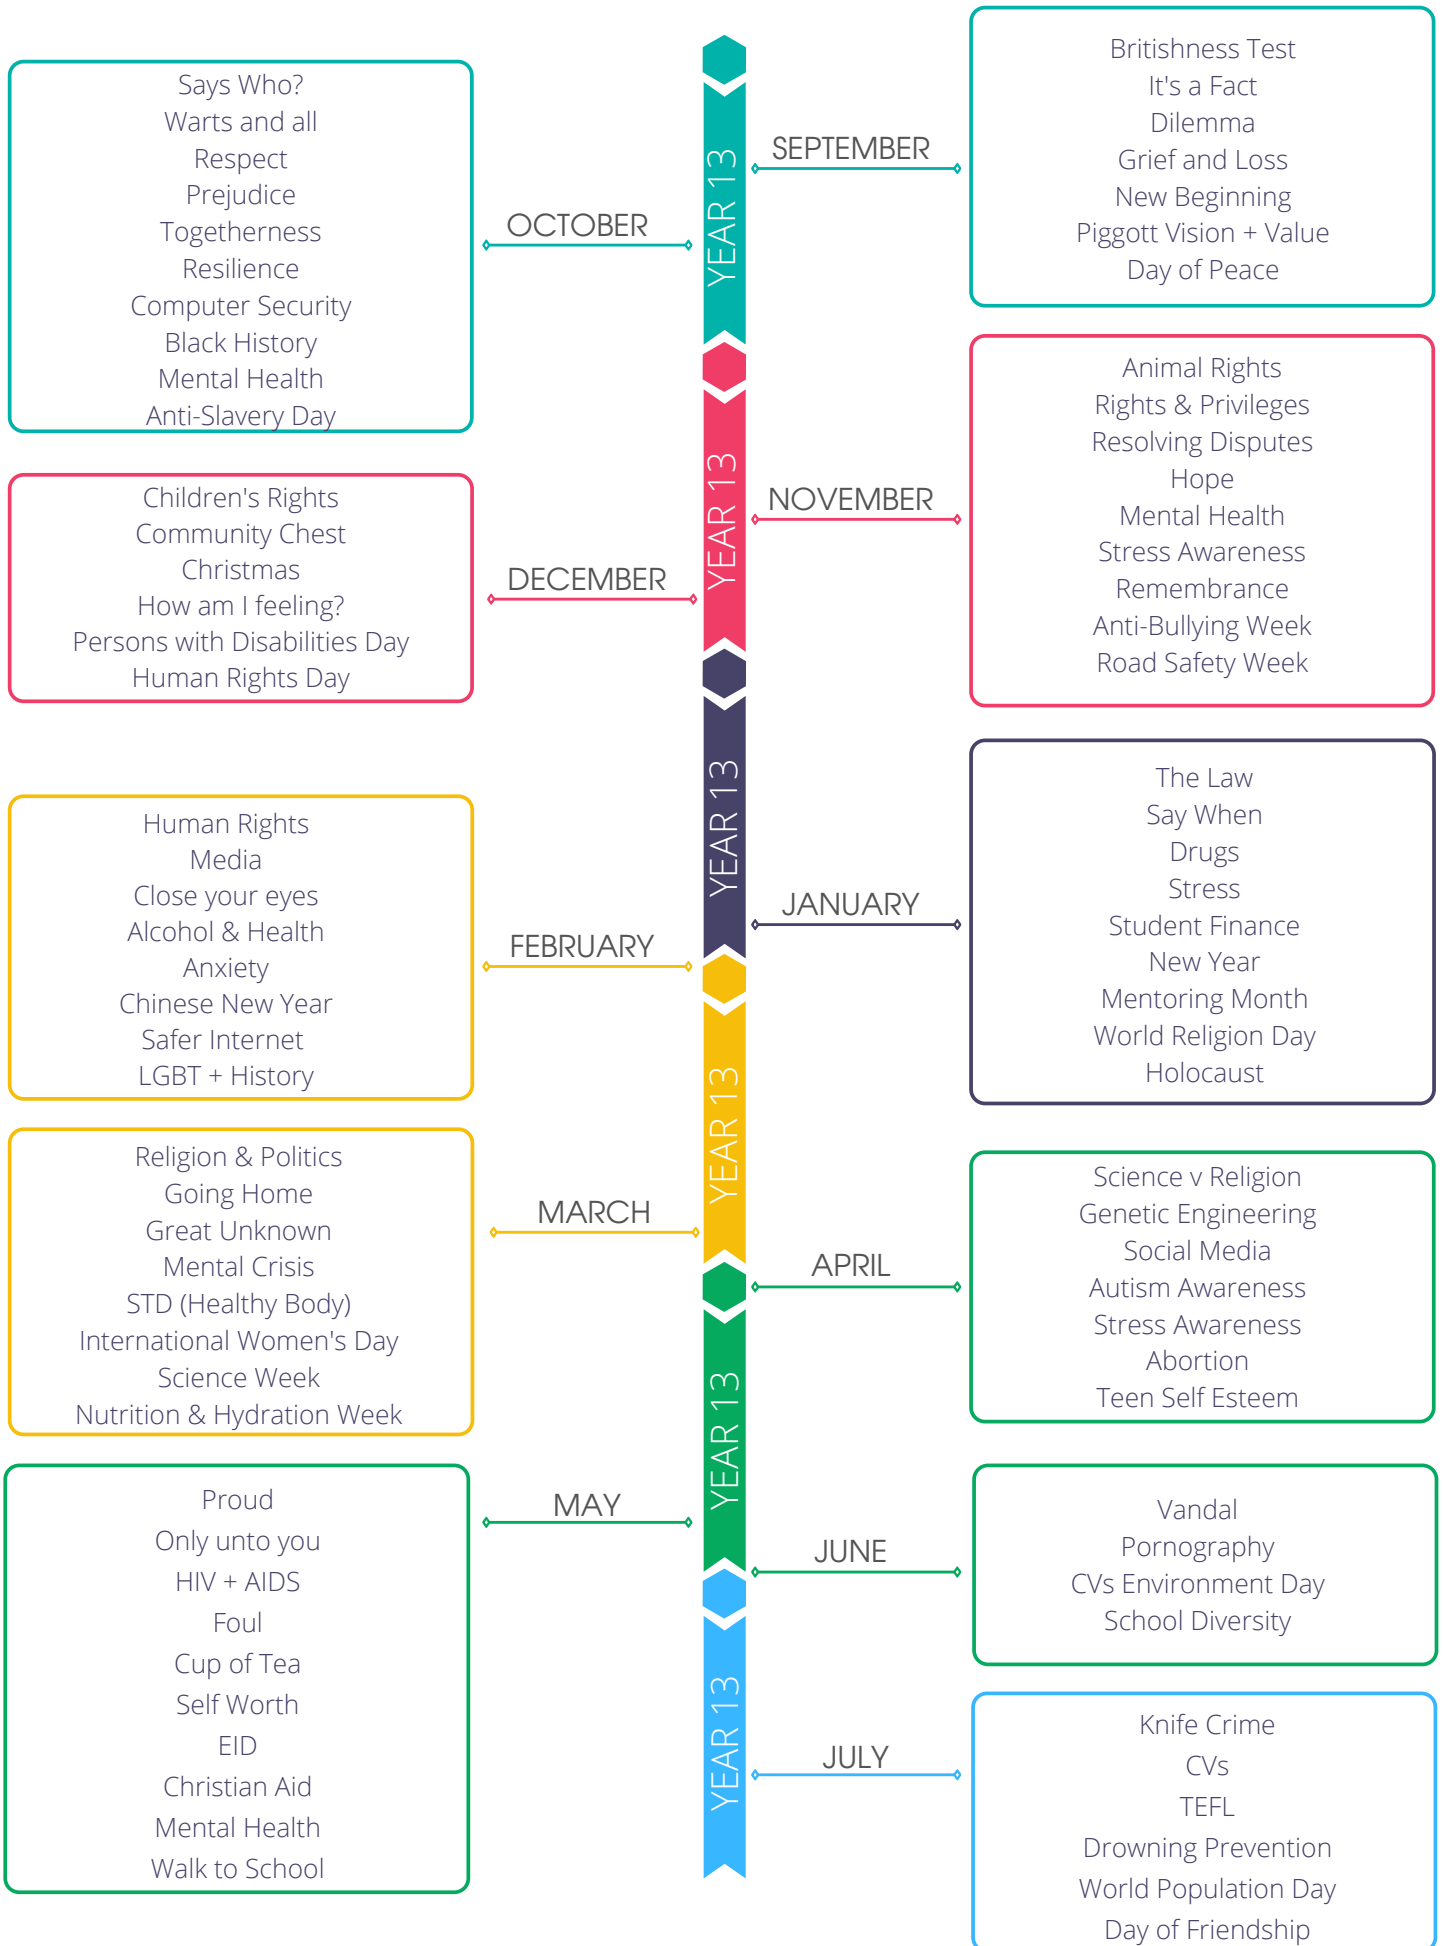 SEPTEMBER
Britishness Test
It's a Fact
Dilemma
Grief and Loss
New Beginning
Piggott Vision + Value
Day of Peace
YEAR 13
OCTOBER
Says Who?
Warts and all
Respect
Prejudice
Togetherness
Resilience
Computer Security
Black History
Mental Health
Anti-Slavery Day
NOVEMBER
Animal Rights
Rights & Privileges
Resolving Disputes
Hope
Mental Health
Stress Awareness
Remembrance
Anti-Bullying Week
Road Safety Week
YEAR 13
DECEMBER
Children's Rights
Community Chest
Christmas
How am I feeling?
Persons with Disabilities Day
Human Rights Day
YEAR 13
JANUARY
The Law
Say When
Drugs
Stress
Student Finance
New Year
Mentoring Month
World Religion Day
Holocaust
FEBRUARY
Human Rights
Media
Close your eyes
Alcohol & Health
Anxiety
Chinese New Year
Safer Internet
LGBT + History
YEAR 13
MARCH
Religion & Politics
Going Home
Great Unknown
Mental Crisis
STD (Healthy Body)
International Women's Day
Science Week
Nutrition & Hydration Week
APRIL
Science v Religion
Genetic Engineering
Social Media
Autism Awareness
Stress Awareness
Abortion
Teen Self Esteem
YEAR 13
MAY
Proud
Only unto you
HIV + AIDS
Foul
Cup of Tea
Self Worth
EID
Christian Aid
Mental Health
Walk to School
JUNE
Vandal
Pornography
CVs Environment Day
School Diversity
YEAR 13
JULY
Knife Crime
CVs
TEFL
Drowning Prevention
World Population Day
Day of Friendship